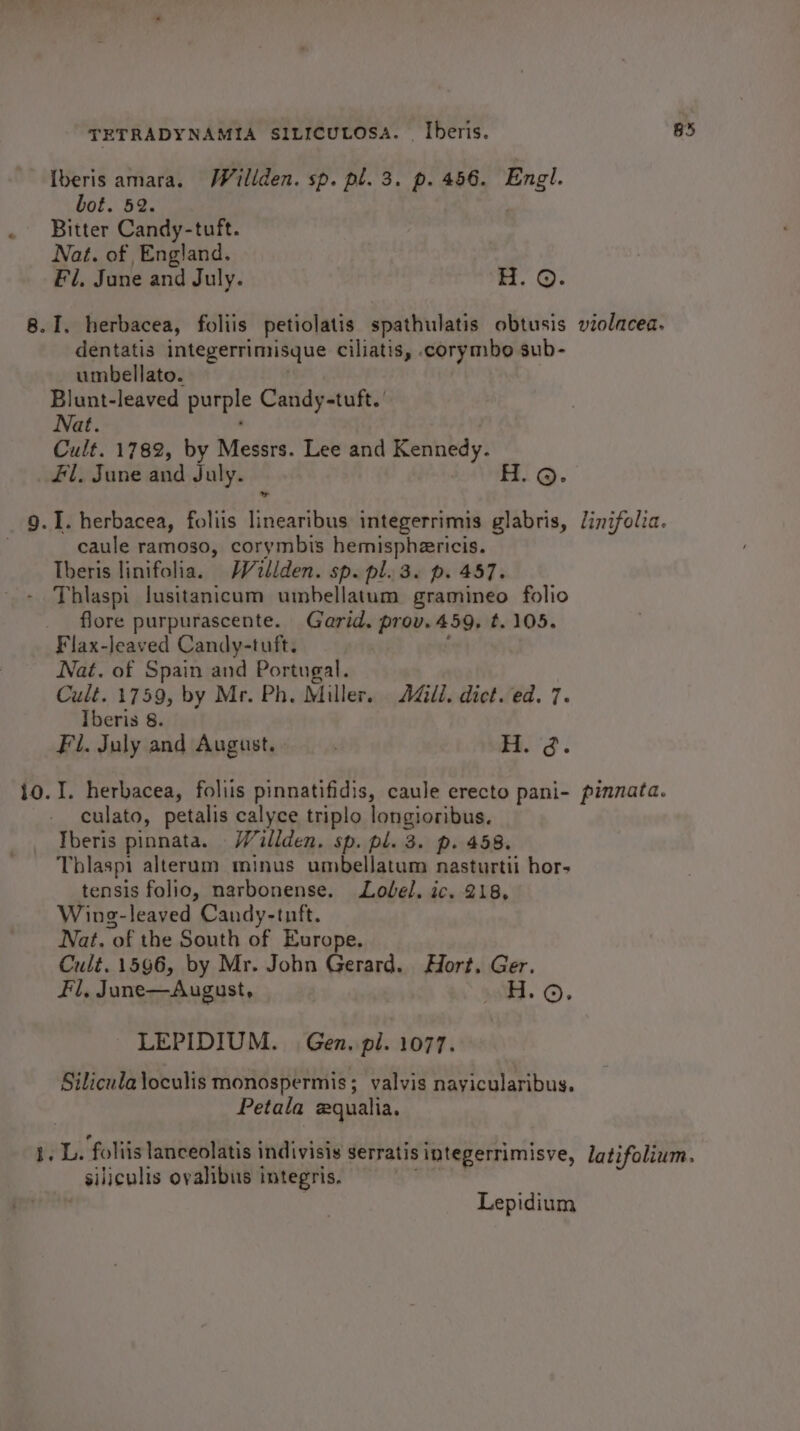 TETRADYNAMIA SILICULOSA. Iberis. 85
Iberis amara. Willden. sp. pl. 3. p. 456. Engl.
bot. 52.
Bitter Candy-tuft.
Nat. of England.
Fl. June and July. H. ☉.
8. I. herbacea, foliis petiolatis spathulatis obtusis violacea.
dentatis integerrimisque ciliatis, corymbo sub-
umbellato.
Blunt-leaved purple Candy-tuft.
Nat.
Cult. 1782, by Messrs. Lee and Kennedy.
Fl. June and July. H. ☉.
9. I. herbacea, foliis linearibus integerrimis glabris, linifolia.
caule ramoso, corymbis hemisphæricis.
Iberis linifolia. Willden. sp. pl. 3. p. 457.
Thlaspi lusitanicum umbellatum gramineo folio
flore purpurascente. Garid. prov. 459. t. 105.
Flax-leaved Candy-tuft.
Nat. of Spain and Portugal.
Cult. 1759, by Mr. Ph. Miller. Mill. dict. ed. 7.
Iberis 8.
Fl. July and August. H. ♂.
10. I. herbacea, foliis pinnatifidis, caule erecto pani- pinnata.
culato, petalis calyce triplo longioribus.
Iberis pinnata. Willden. sp. pl. 3. p. 458.
Thlaspi alterum minus umbellatum nasturtii hor-
tensis folio, narbonense. Lobel. ic. 218.
Wing-leaved Candy-tuft.
Nat. of the South of Europe.
Cult. 1596, by Mr. John Gerard. Hort. Ger.
Fl. June—August, H. ☉.
LEPIDIUM. Gen. pl. 1077.
Silicula loculis monospermis; valvis navicularibus.
Petala æqualia.
1. L. foliis lanceolatis indivisis serratis integerrimisve, latifolium.
siliculis ovalibus integris.
Lepidium